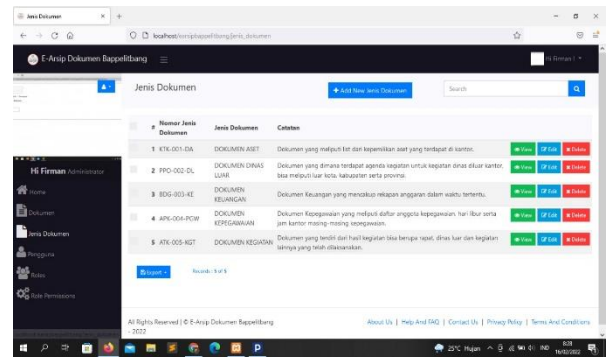 Jenis Dokumen
localhost/earsipbappelitbang/jenis_dokumen
E-Arsip Dokumen Bappelitbang
Hi Firman !
Jenis Dokumen
Add New Jenis Dokumen
Search
# Nomor Jenis Dokumen Jenis Dokumen Catatan
1 KTK-001-DA DOKUMEN ASET Dokumen yang meliputi list dari kepemilikan aset yang terdapat di kantor. View Edit Delete
2 PPO-002-DL DOKUMEN DINAS LUAR Dokumen yang dimana terdapat agenda kegiatan untuk kegiatan dinas diluar kantor, bisa meliputi luar kota, kabupaten serta provinsi. View Edit Delete
3 BDG-003-KE DOKUMEN KEUANGAN Dokumen Keuangan yang mencakup rekapan anggaran dalam waktu tertentu. View Edit Delete
4 APK-004-PGW DOKUMEN KEPEGAWAIAN Dokumen Kepegawaian yang meliputi daftar anggota kepegawaian, hari libur serta jam kantor masing-masing kepegawaian. View Edit Delete
5 ATK-005-KGT DOKUMEN KEGIATAN Dokumen yang terdiri dari hasil kegiatan bisa berupa rapat, dinas luar dan kegiatan lainnya yang telah dilaksanakan. View Edit Delete
Hi Firman Administrator
Home
Dokumen
Jenis Dokumen
Pengguna
Roles
Role Permissions
Export
Records : 5 of 5
All Rights Reserved | © E-Arsip Dokumen Bappelitbang
- 2022
About Us | Help And FAQ | Contact Us | Privacy Policy | Terms And Conditions
25°C Hujan
IND
8:28
16/02/2022